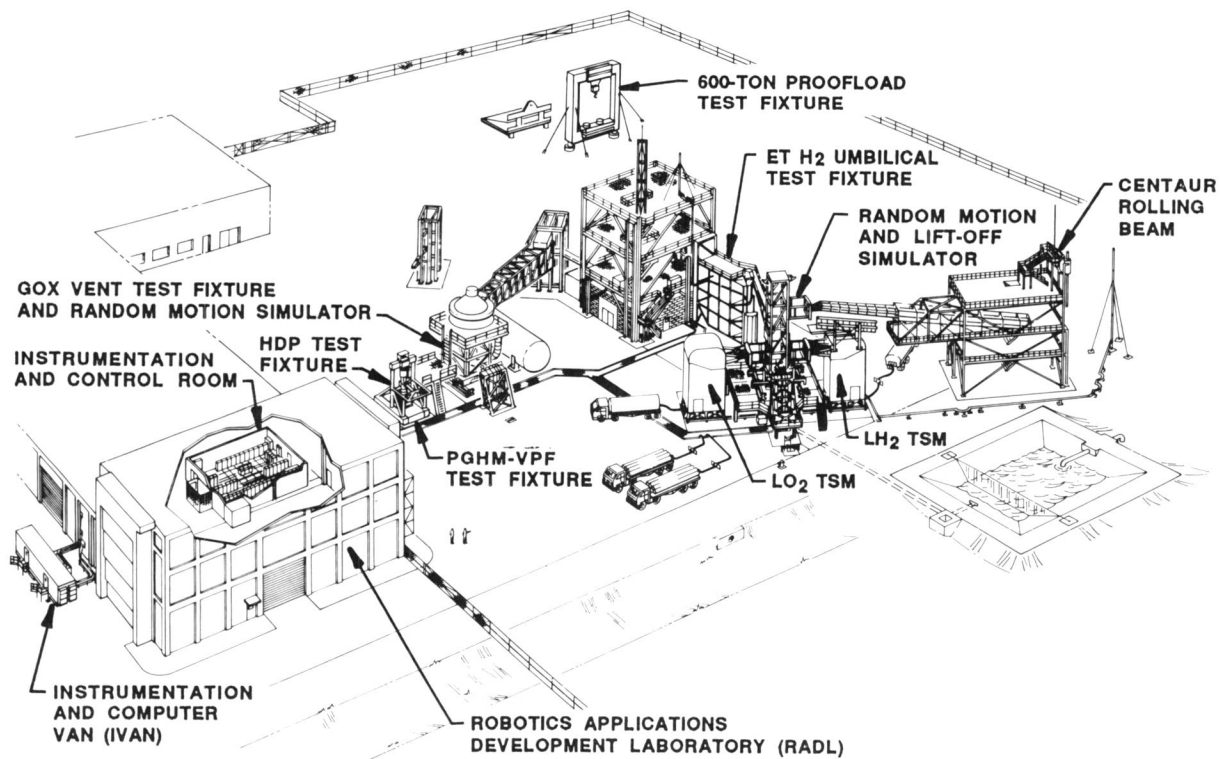 600-TON PROOFLOAD
TEST FIXTURE
ET H2 UMBILICAL
TEST FIXTURE
CENTAUR
ROLLING
BEAM
RANDOM MOTION
AND LIFT-OFF
SIMULATOR
GOX VENT TEST FIXTURE
AND RANDOM MOTION SIMULATOR
HDP TEST
FIXTURE
INSTRUMENTATION
AND CONTROL ROOM
LH2 TSM
PGHM-VPF
TEST FIXTURE
LO2 TSM
INSTRUMENTATION
AND COMPUTER
VAN (IVAN)
ROBOTICS APPLICATIONS
DEVELOPMENT LABORATORY (RADL)